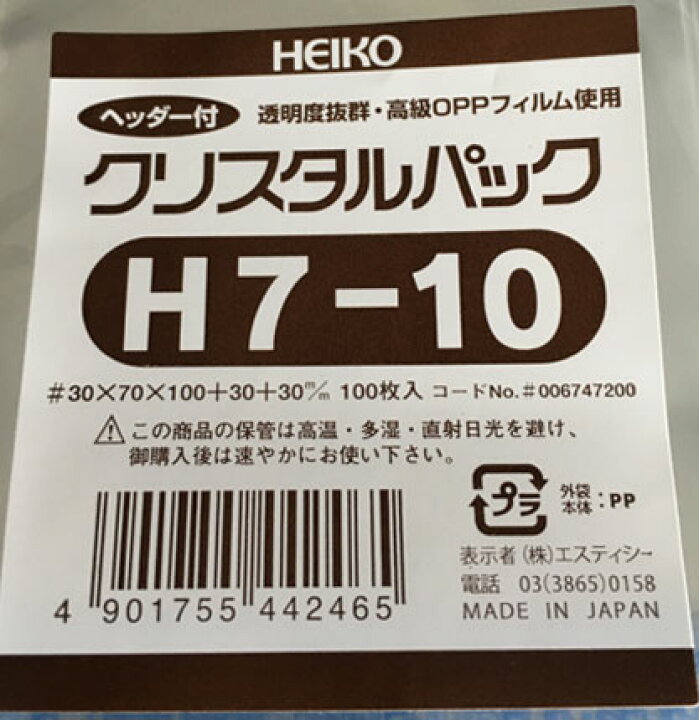 HEIKO
ヘッダー付 透明度抜群・高級OPPフィルム使用
クリスタルパック
H7-10
#30×70×100+30+30m/m 100枚入 コードNo.#006747200
この商品の保管は高温・多湿・直射日光を避け、
御購入後は速やかにお使い下さい。
プラ 外袋 本体:PP
表示者(株)エスティシー
電話 03(3865)0158
MADE IN JAPAN
4 901755 442465